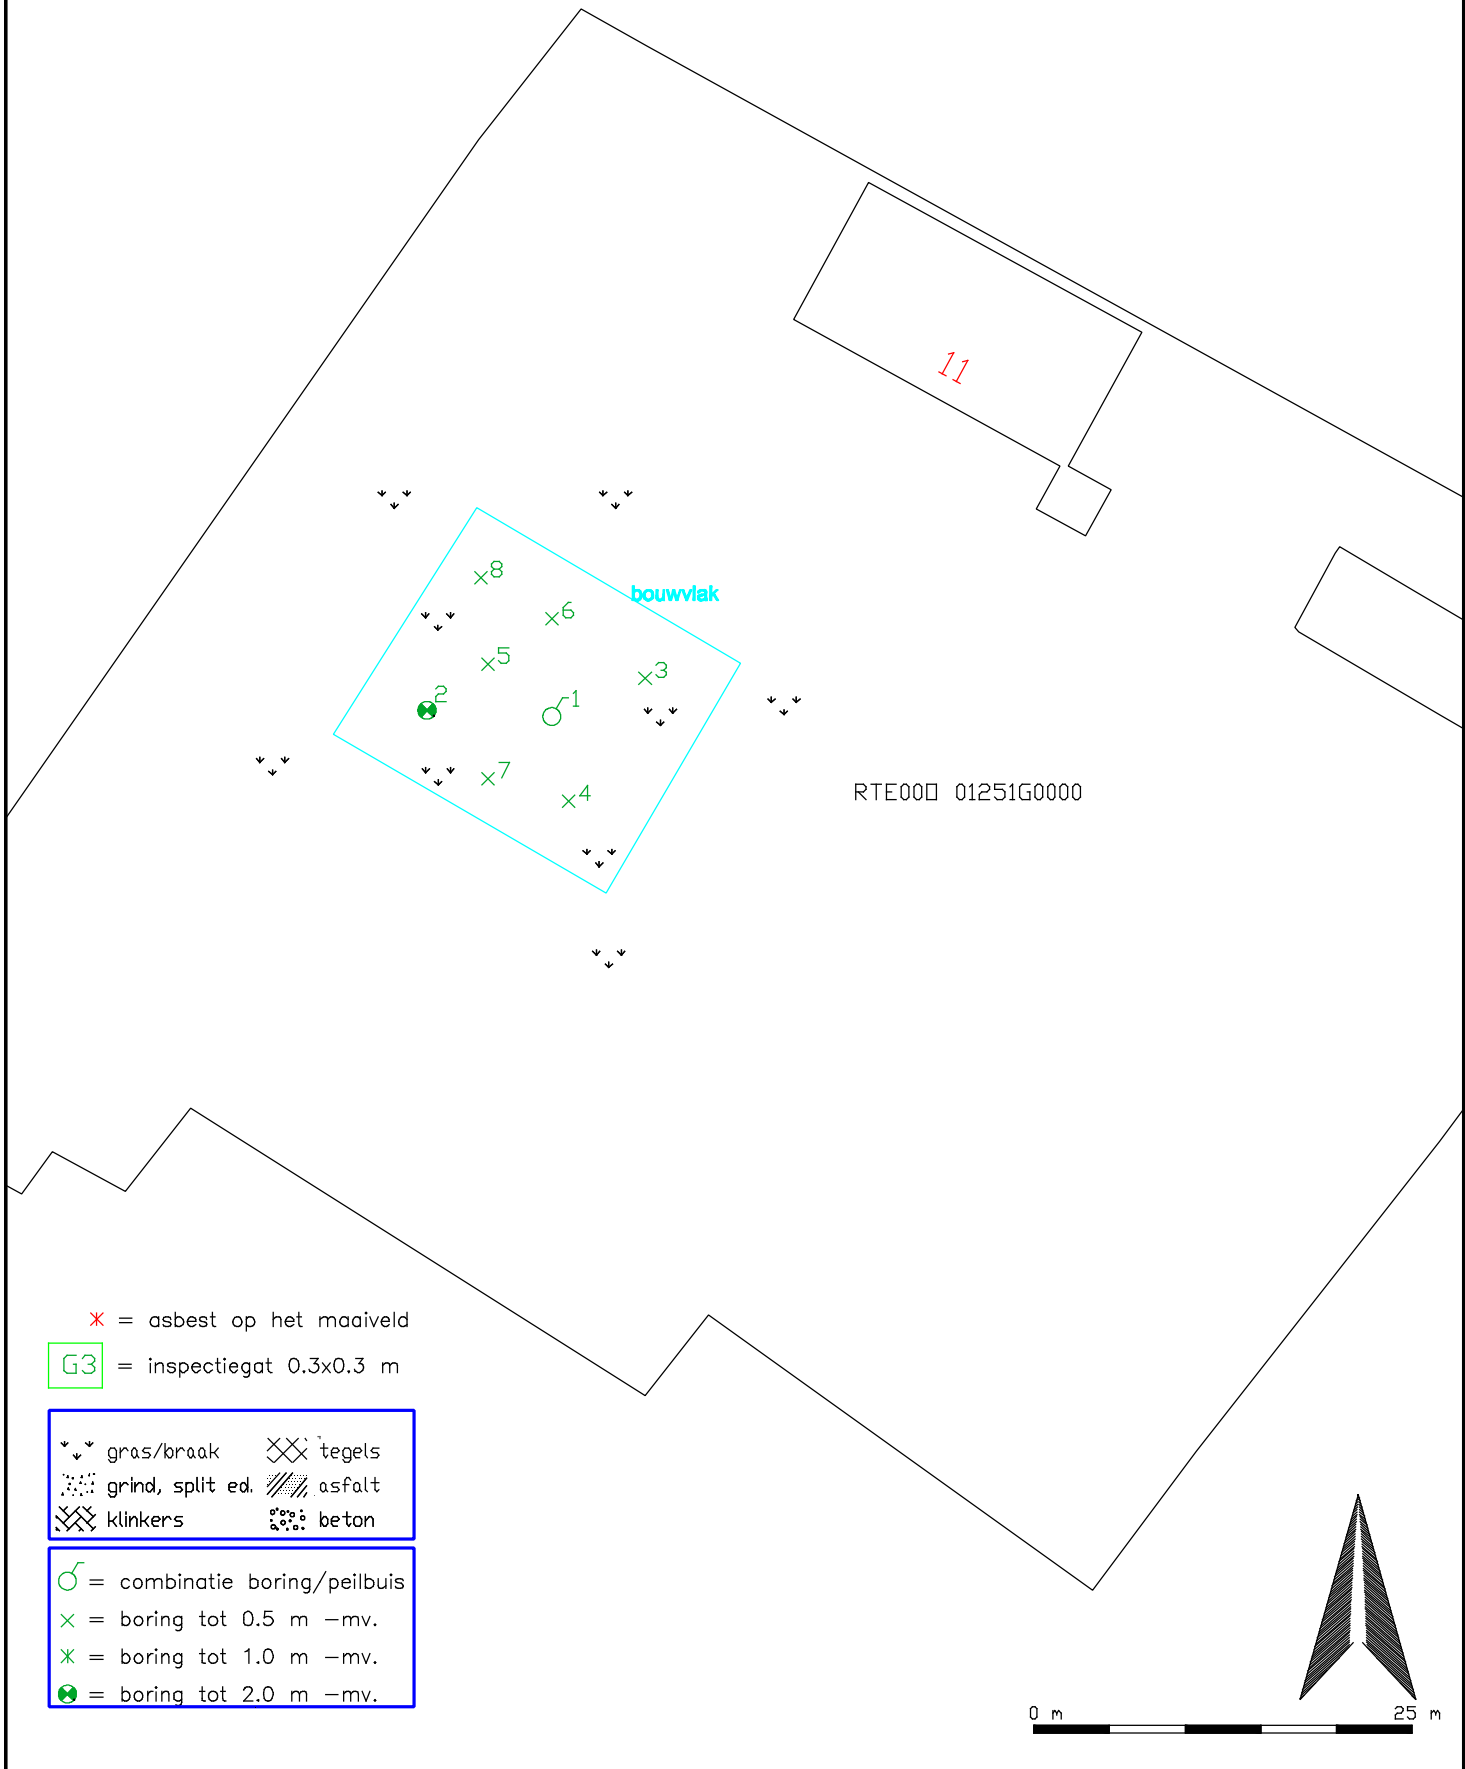 11
bouwvlak
8
6
5
3
2
1
7
4
RTE00 01251G0000
* = asbest op het maaiveld
G3 = inspectiegat 0.3x0.3 m
gras/braak tegels
grind, split ed. asfalt
klinkers beton
= combinatie boring/peilbuis
= boring tot 0.5 m -mv.
= boring tot 1.0 m -mv.
= boring tot 2.0 m -mv.
0 m 25 m